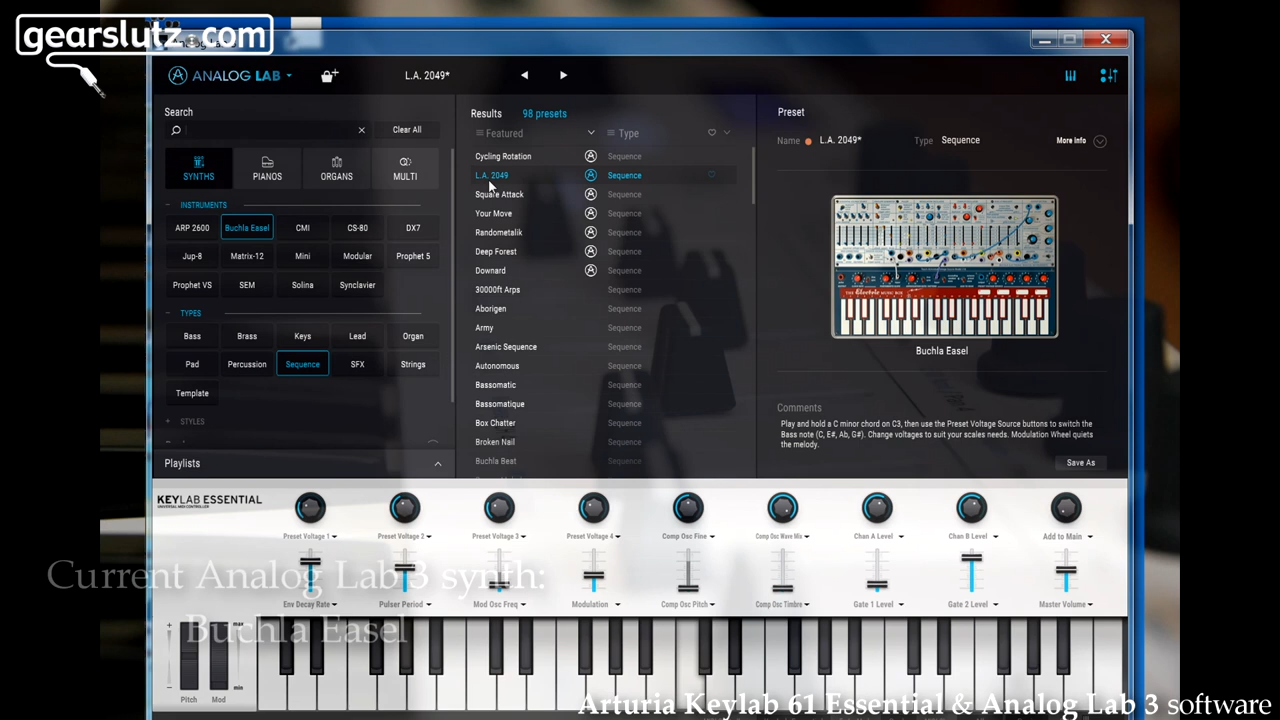 gearslutz.com
ANALOG LAB
L.A. 2049*
Search
Clear All
SYNTHS
PIANOS
ORGANS
MULTI
INSTRUMENTS
ARP 2600
Buchla Easel
CMI
CS-80
DX7
Jup-8
Matrix-12
Mini
Modular
Prophet 5
Prophet VS
SEM
Solina
Synclavier
TYPES
Bass
Brass
Keys
Lead
Organ
Pad
Percussion
Sequence
SFX
Strings
Template
STYLES
Playlists
Results 98 presets
Featured Type
Cycling Rotation Sequence
L.A. 2049 Sequence
Square Attack Sequence
Your Move Sequence
Randometalik Sequence
Deep Forest Sequence
Downard Sequence
30000ft Arps Sequence
Aborigen Sequence
Army Sequence
Arsenic Sequence Sequence
Autonomous Sequence
Bassomatic Sequence
Bassomatique Sequence
Box Chatter Sequence
Broken Nail Sequence
Buchla Beat Sequence
Preset
Name L.A. 2049* Type Sequence More info
Buchla Easel
Comments
Play and hold a C minor chord on C3, then use the Preset Voltage Source buttons to switch the
Bass note (C, E#, Ab, G#). Change voltages to suit your scales needs. Modulation Wheel quiets
the melody.
Save As
KEYLAB ESSENTIAL
UNIVERSAL MIDI CONTROLLER
Preset Voltage 1
Preset Voltage 2
Preset Voltage 3
Preset Voltage 4
Comp Osc Fine
Comp Osc Wave Mix
Chan A Level
Chan B Level
Add to Main
Env Decay Rate
Pulser Period
Mod Osc Freq
Modulation
Comp Osc Pitch
Comp Osc Timbre
Gate 1 Level
Gate 2 Level
Master Volume
Current Analog Lab 3 synth:
Buchla Easel
max
min
Pitch
Mod
Arturia Keylab 61 Essential & Analog Lab 3 software